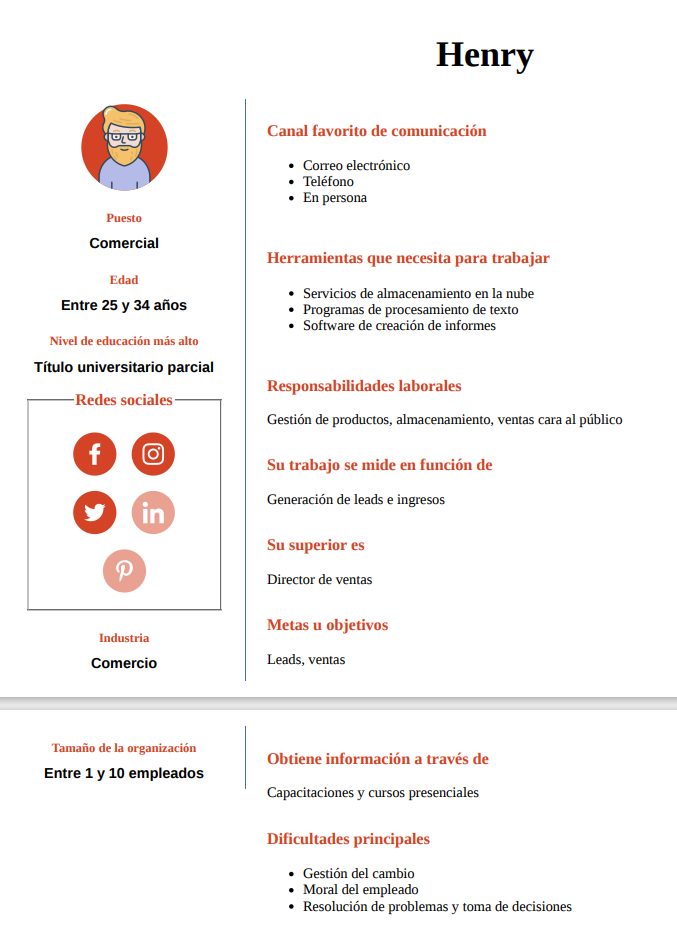 Henry
Puesto
Comercial
Edad
Entre 25 y 34 años
Nivel de educación más alto
Título universitario parcial
Redes sociales
Industria
Comercio
Canal favorito de comunicación
Correo electrónico
Teléfono
En persona
Herramientas que necesita para trabajar
Servicios de almacenamiento en la nube
Programas de procesamiento de texto
Software de creación de informes
Responsabilidades laborales
Gestión de productos, almacenamiento, ventas cara al público
Su trabajo se mide en función de
Generación de leads e ingresos
Su superior es
Director de ventas
Metas u objetivos
Leads, ventas
Tamaño de la organización
Entre 1 y 10 empleados
Obtiene información a través de
Capacitaciones y cursos presenciales
Dificultades principales
Gestión del cambio
Moral del empleado
Resolución de problemas y toma de decisiones